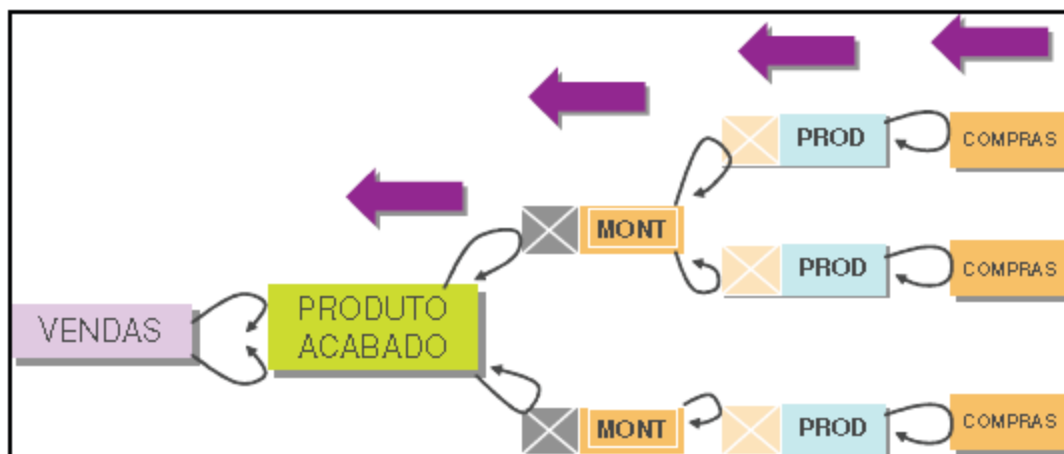 PROD
COMPRAS
MONT
PROD
COMPRAS
VENDAS
PRODUTO
ACABADO
MONT
PROD
COMPRAS